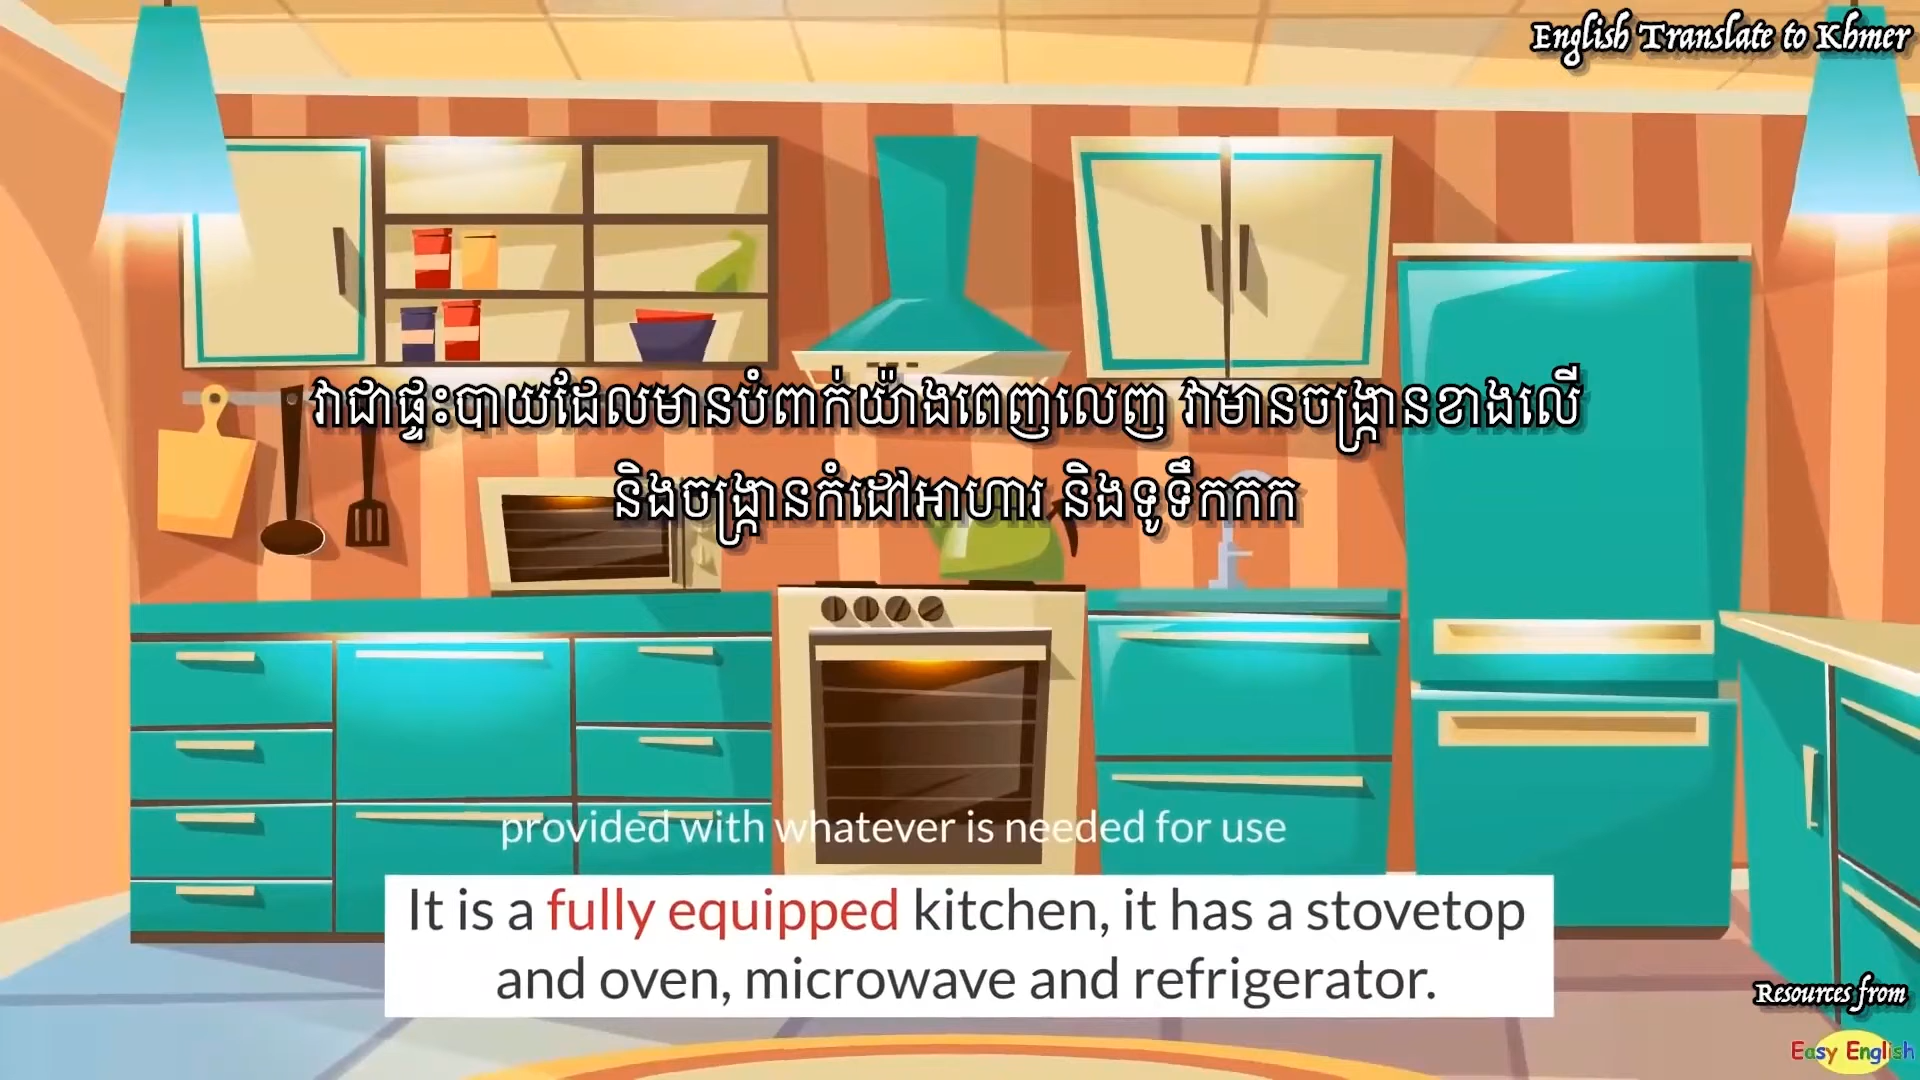 English Translate to Khmer
វាជាផ្ទះបាយដែលមានបំពាក់យ៉ាងពេញលេញ វាមានចង្ក្រានខាងលើ
និងចង្ក្រានកំដៅអាហារ និងទូទឹកកក
provided with whatever is needed for use
It is a fully equipped kitchen, it has a stovetop
and oven, microwave and refrigerator.
Resources from
Easy English